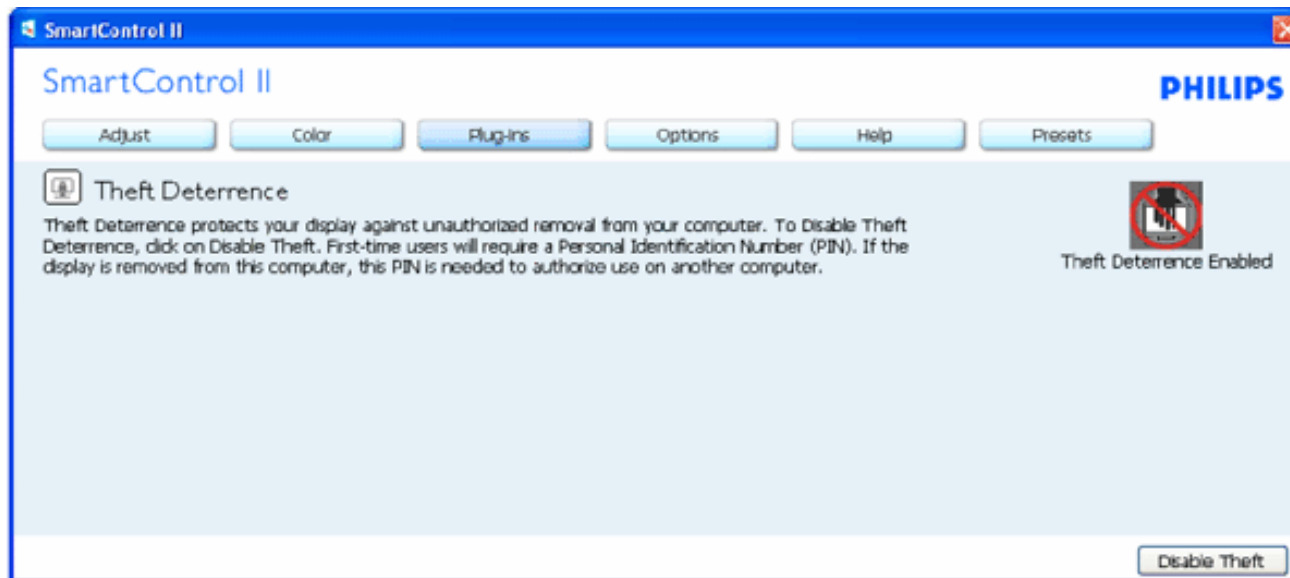 SmartControl II
SmartControl II
PHILIPS
Adjust Color Plug-Ins Options Help Presets
Theft Deterrence
Theft Deterrence protects your display against unauthorized removal from your computer. To Disable Theft
Deterrence, click on Disable Theft. First-time users will require a Personal Identification Number (PIN). If the
display is removed from this computer, this PIN is needed to authorize use on another computer.
Theft Deterrence Enabled
Disable Theft